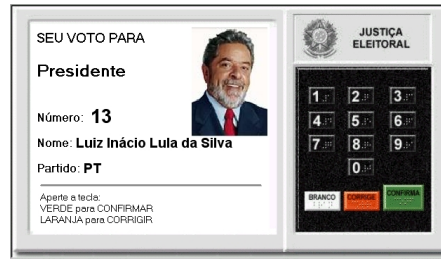 SEU VOTO PARA
Presidente
Número: 13
Nome: Luiz Inácio Lula da Silva
Partido: PT
Aperte a tecla:
VERDE para CONFIRMAR
LARANJA para CORRIGIR
JUSTIÇA
ELEITORAL
1 2 3
4 5 6
7 8 9
0
BRANCO CORRIGE CONFIRMA